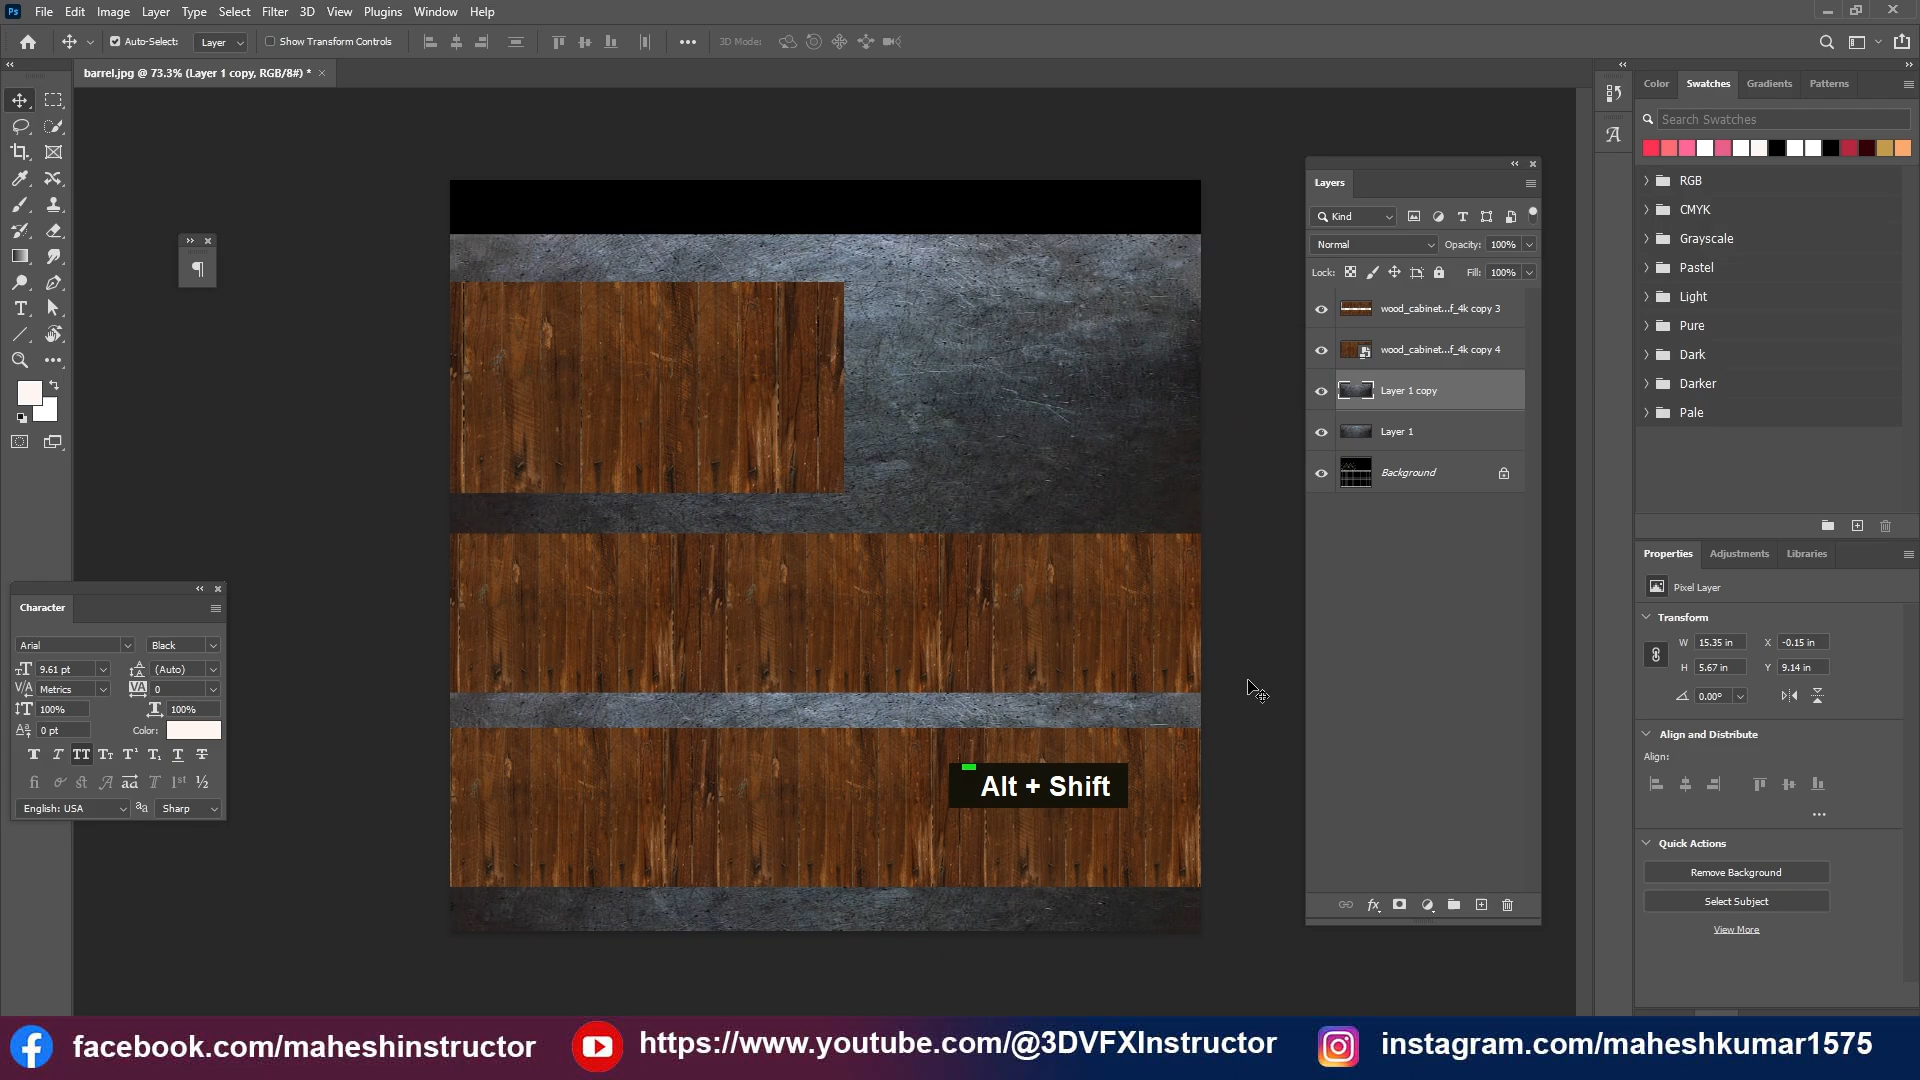 Ps File Edit Image Layer Type Select Filter 3D View Plugins Window Help
Auto-Select: Layer Show Transform Controls 3D Mode:
barrel.jpg @ 73.3% (Layer 1 copy, RGB/8#) *
Color Swatches Gradients Patterns
Search Swatches
RGB
CMYK
Grayscale
Pastel
Light
Pure
Dark
Darker
Pale
Layers
Kind
Normal Opacity: 100%
Lock: Fill: 100%
wood_cabinet...f_4k copy 3
wood_cabinet...f_4k copy 4
Layer 1 copy
Layer 1
Background
Properties Adjustments Libraries
Pixel Layer
Transform
W 15.35 in X -0.15 in
H 5.67 in Y 9.14 in
0.00°
Align and Distribute
Align:
Quick Actions
Remove Background
Select Subject
View More
Character
Arial Black
9.61 pt (Auto)
Metrics 0
100% 100%
0 pt Color:
English: USA Sharp
Alt + Shift
facebook.com/maheshinstructor
https://www.youtube.com/@3DVFXInstructor
instagram.com/maheshkumar1575